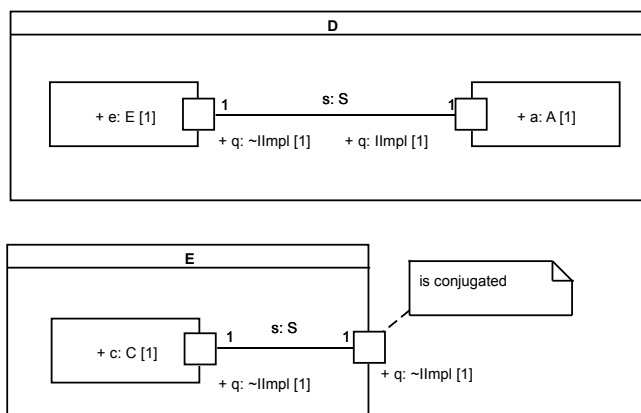 D
s: S
+ e: E [1]
1
1
+ a: A [1]
+ q: ~IImpl [1]
+ q: IImpl [1]
E
is conjugated
s: S
+ c: C [1]
1
1
+ q: ~IImpl [1]
+ q: ~IImpl [1]